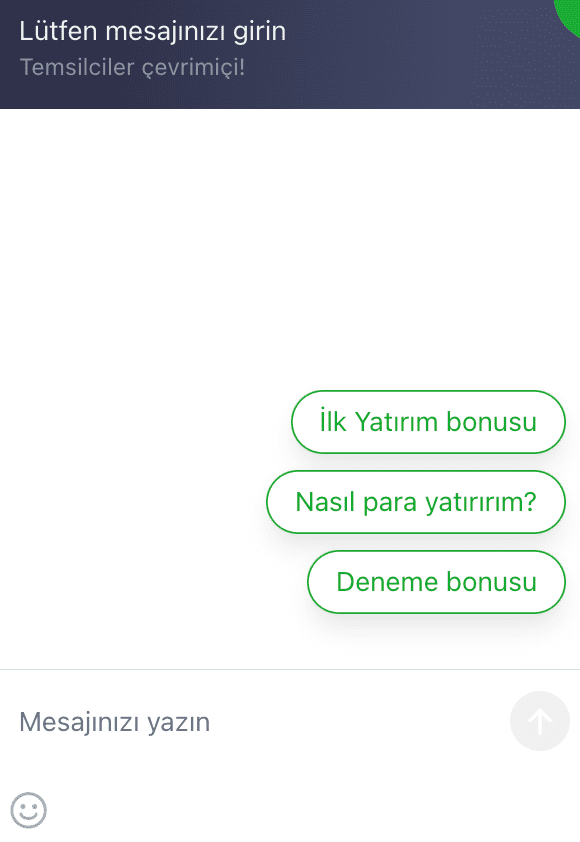 Lütfen mesajınızı girin
Temsilciler çevrimiçi!
İlk Yatırım bonusu
Nasıl para yatırırım?
Deneme bonusu
Mesajınızı yazın